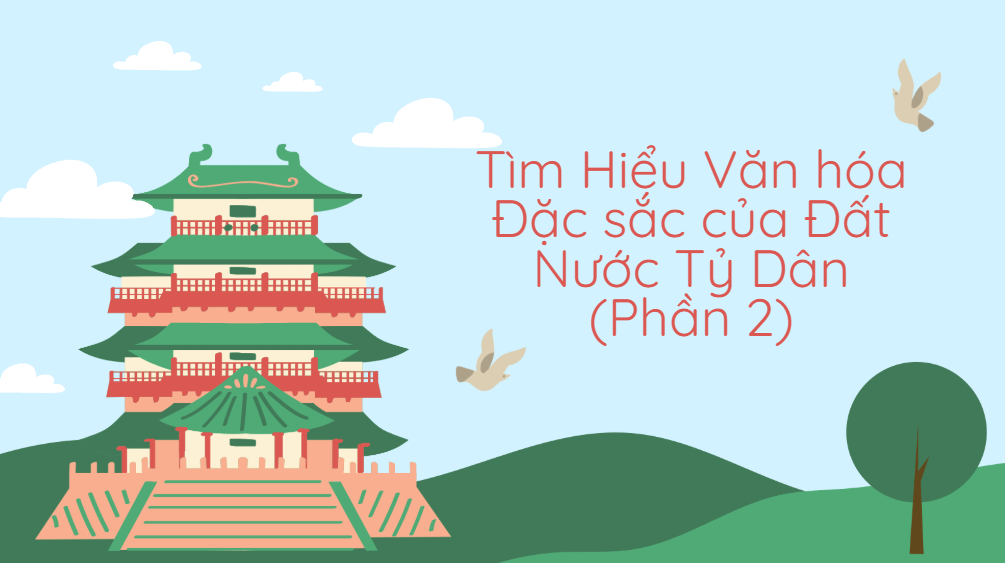 Tìm Hiểu Văn hóa
Đặc sắc của Đất
Nước Tỷ Dân
(Phần 2)